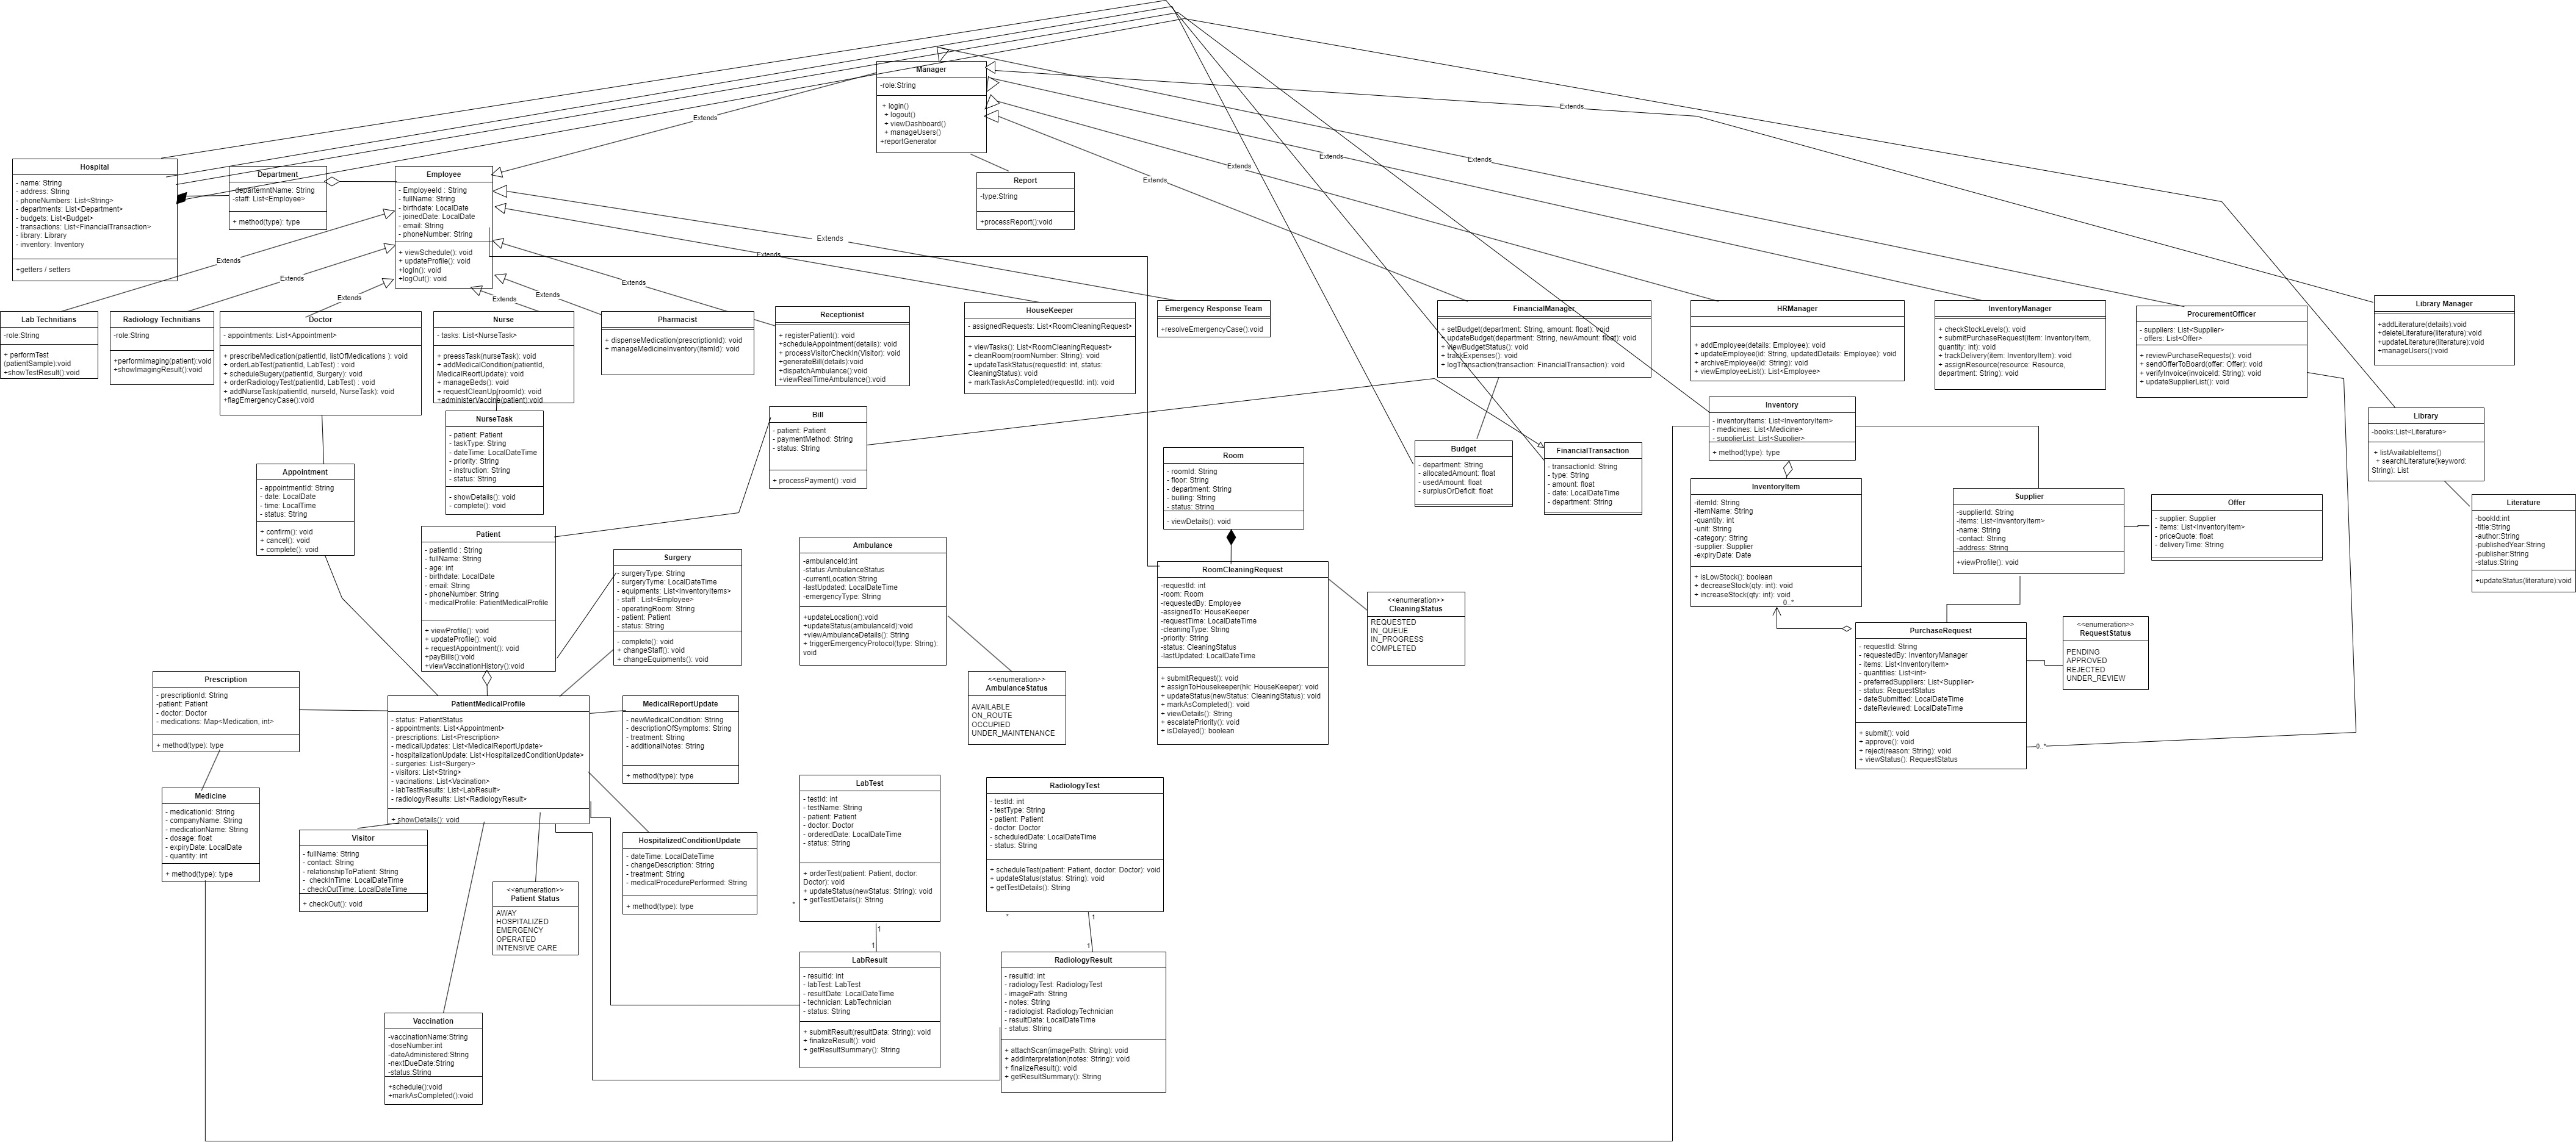 Manager
-role:String
+ login()
+ logout()
+ viewDashboard()
+ manageUsers()
+reportGenerator
Extends
Extends
Extends
Extends
Extends
Extends
Hospital
- name: String
- address: String
- phoneNumbers: List<String>
- departments: List<Department>
- budgets: List<Budget>
- transactions: List<FinancialTransaction>
- library: Library
- inventory: Inventory
+getters / setters
Department
-departemntName: String
-staff: List<Employee>
+ method(type): type
Employee
- EmployeeId : String
- fullName: String
- birthdate: LocalDate
- joinedDate: LocalDate
- email: String
- phoneNumber: String
+ viewSchedule(): void
+ updateProfile(): void
+logIn(): void
+logOut(): void
Report
-type:String
+processReport():void
Extends
Extends
Extends
Extends
Extends
Extends
Extends
Extends
Lab Technitians
-role:String
+ performTest
(patientSample):void
+showTestResult():void
Radiology Technitians
-role:String
+performImaging(patient):void
+showImagingResult():void
Doctor
- appointments: List<Appointment>
+ prescribeMedication(patientId, listOfMedications ): void
+ orderLabTest(patientId, LabTest) : void
+ scheduleSugery(patientId, Surgery): void
+ orderRadiologyTest(patientId, LabTest) : void
+ addNurseTask(patientId, nurseId, NurseTask): void
+flagEmergencyCase():void
Nurse
- tasks: List<NurseTask>
+ preessTask(nurseTask): void
+ addMedicalCondition(patientId,
MedicalReortUpdate): void
+ manageBeds(): void
+ requestCleanUp(roomId): void
+administerVaccine(patient):void
Pharmacist
+ dispenseMedication(prescriptionId): void
+ manageMedicineInventory(itemId): void
Receptionist
+ registerPatient(): void
+scheduleAppointment(details): void
+ processVisitorCheckIn(Visitor): void
+generateBill(details):void
+dispatchAmbulance(): void
+viewRealTimeAmbulance():void
HouseKeeper
- assignedRequests: List<RoomCleaningRequest>
+ viewTasks(): List<RoomCleaningRequest>
+ cleanRoom(roomNumber: String): void
+ updateTaskStatus(requestId: int, status:
CleaningStatus): void
+ markTaskAsCompleted(requestId: int): void
Emergency Response Team
+resolveEmergencyCase():void
FinancialManager
+ setBudget(department: String, amount: float): void
+ updateBudget(department: String, newAmount: float): void
+ viewBudgetStatus(): void
+ trackExpenses(): void
+ logTransaction(transaction: FinancialTransaction): void
HRManager
+ addEmployee(details: Employee): void
+ updateEmployee(id: String, updatedDetails: Employee): void
+ archiveEmployee(id: String): void
+ viewEmployeeList(): List<Employee>
InventoryManager
+ checkStockLevels(): void
+ submitPurchaseRequest(item: InventoryItem,
quantity: int): void
+ trackDelivery(item: InventoryItem): void
+ assignResource(resource: Resource,
department: String): void
ProcurementOfficer
- suppliers: List<Supplier>
- offers: List<Offer>
+ reviewPurchaseRequests(): void
+ sendOfferToBoard(offer: Offer): void
+ verifyInvoice(invoiceId: String): void
+ updateSupplierList(): void
Library Manager
+addLiterature(details):void
+deleteLiterature(literature):void
+updateLiterature(literature):void
+manageUsers():void
NurseTask
- patient: Patient
- taskType: String
- dateTime: LocalDateTime
- priority: String
- instruction: String
- status: String
- showDetails(): void
- complete(): void
Bill
- patient: Patient
- paymentMethod: String
- status: String
+ processPayment() :void
Inventory
- inventoryItems: List<InventoryItem>
- medicines: List<Medicine>
- supplierList: List<Supplier>
+ method(type): type
Library
-books:List<Literature>
+ listAvailableItems()
+ searchLiterature(keyword:
String): List
Appointment
- appointmentId: String
- date: LocalDate
- time: LocalTime
- status: String
+ confirm(): void
+ cancel(): void
+ complete(): void
Room
- roomId: String
- floor: String
- department: String
- builing: String
- status: String
- viewDetails(): void
Budget
- department: String
- allocatedAmount: float
- usedAmount: float
- surplusOrDeficit: float
FinancialTransaction
- transactionId: String
- type: String
- amount: float
- date: LocalDateTime
- department: String
InventoryItem
-itemId: String
-itemName: String
-quantity: int
-unit: String
-category: String
-supplier: Supplier
-expiryDate: Date
+ isLowStock(): boolean
+ decreaseStock(qty: int): void
+ increaseStock(qty: int): void
0..*
Supplier
-supplierId: String
-items: List<InventoryItem>
-name: String
-contact: String
-address: String
+viewProfile(): void
Offer
- supplier: Supplier
- items: List<InventoryItem>
- priceQuote: float
- deliveryTime: String
Literature
-bookId:int
-title:String
-author:String
-publishedYear:String
-publisher:String
-status:String
+updateStatus(literature):void
Patient
- patientId : String
- fullName: String
- age: int
- birthdate: LocalDate
- email: String
- phoneNumber: String
- medicalProfile: PatientMedicalProfile
+ viewProfile(): void
+ updateProfile(): void
+ requestAppointment(): void
+payBills():void
+viewVaccinationHistory():void
Surgery
- surgeryType: String
- surgeryTyme: LocalDateTime
- equipments: List<InventoryItems>
- staff : List<Employee>
- operatingRoom: String
- patient: Patient
- status: String
- complete(): void
+ changeStaff(): void
+ changeEquipments(): void
Ambulance
-ambulanceId:int
-status:AmbulanceStatus
-currentLocation:String
-lastUpdated: LocalDateTime
-emergencyType: String
+updateLocation():void
+updateStatus(ambulanceId):void
+viewAmbulanceDetails(): String
+ triggerEmergencyProtocol(type: String):
void
RoomCleaningRequest
-requestId: int
-room: Room
-requestedBy: Employee
-assignedTo: HouseKeeper
-requestTime: LocalDateTime
-cleaningType: String
-priority: String
-status: CleaningStatus
-lastUpdated: LocalDateTime
+ submitRequest(): void
+ assignToHousekeeper(hk: HouseKeeper): void
+ updateStatus(newStatus: CleaningStatus): void
+ markAsCompleted(): void
+ viewDetails(): String
+ escalatePriority(): void
+ isDelayed(): boolean
<<enumeration>>
CleaningStatus
REQUESTED
IN_QUEUE
IN_PROGRESS
COMPLETED
PurchaseRequest
- requestId: String
- requestedBy: InventoryManager
- items: List<InventoryItem>
- quantities: List<int>
- preferredSuppliers: List<Supplier>
- status: RequestStatus
- dateSubmitted: LocalDateTime
- dateReviewed: LocalDateTime
+ submit(): void
+ approve(): void
+ reject(reason: String): void
+ viewStatus(): RequestStatus
0..*
<<enumeration>>
RequestStatus
PENDING
APPROVED
REJECTED
UNDER_REVIEW
Prescription
- prescriptionId: String
-patient: Patient
- doctor: Doctor
- medications: Map<Medication, int>
+ method(type): type
PatientMedicalProfile
- status: PatientStatus
- appointments: List<Appointment>
- prescriptions: List<Prescription>
- medicalUpdates: List<MedicalReportUpdate>
- hospitalizationUpdate: List<HospitalizedConditionUpdate>
- surgeries: List<Surgery>
- visitors: List<String>
- vacinations: List<Vacination>
- labTestResults: List<LabResult>
- radiologyResults: List<RadiologyResult>
+ showDetails(): void
MedicalReportUpdate
- newMedicalCondition: String
- descriptionOfSymptoms: String
- treatment: String
- additionalNotes: String
+ method(type): type
<<enumeration>>
AmbulanceStatus
AVAILABLE
ON_ROUTE
OCCUPIED
UNDER_MAINTENANCE
Medicine
- medicationId: String
- companyName: String
- medicationName: String
- dosage: float
- expiryDate: LocalDate
- quantity: int
+ method(type): type
Visitor
- fullName: String
- contact: String
- relationshipToPatient: String
- checkInTime: LocalDateTime
- checkOutTime: LocalDateTime
+ checkOut(): void
<<enumeration>>
Patient Status
AWAY
HOSPITALIZED
EMERGENCY
OPERATED
INTENSIVE CARE
HospitalizedConditionUpdate
- dateTime: LocalDateTime
- changeDescription: String
- treatment: String
- medicalProcedurePerformed: String
+ method(type): type
LabTest
- testId: int
- testName: String
- patient: Patient
- doctor: Doctor
- orderedDate: LocalDateTime
- status: String
+ orderTest(patient: Patient, doctor:
Doctor): void
+ updateStatus(newStatus: String): void
+ getTestDetails(): String
*
1
1
RadiologyTest
- testId: int
- testType: String
- patient: Patient
- doctor: Doctor
- scheduledDate: LocalDateTime
- status: String
+ scheduleTest(patient: Patient, doctor: Doctor): void
+ updateStatus(status: String): void
+ getTestDetails(): String
*
1
1
LabResult
- resultId: int
- labTest: LabTest
- resultDate: LocalDateTime
- technician: LabTechnician
- status: String
+ submitResult(resultData: String): void
+ finalizeResult(): void
+ getResultSummary(): String
RadiologyResult
- resultId: int
- radiologyTest: RadiologyTest
- imagePath: String
- notes: String
- radiologist: RadiologyTechnician
- resultDate: LocalDateTime
- status: String
+ attachScan(imagePath: String): void
+ addInterpretation(notes: String): void
+ finalizeResult(): void
+ getResultSummary(): String
Vaccination
-vaccinationName:String
-doseNumber:int
-dateAdministered:String
-nextDueDate:String
-status:String
+schedule():void
+markAsCompleted():void